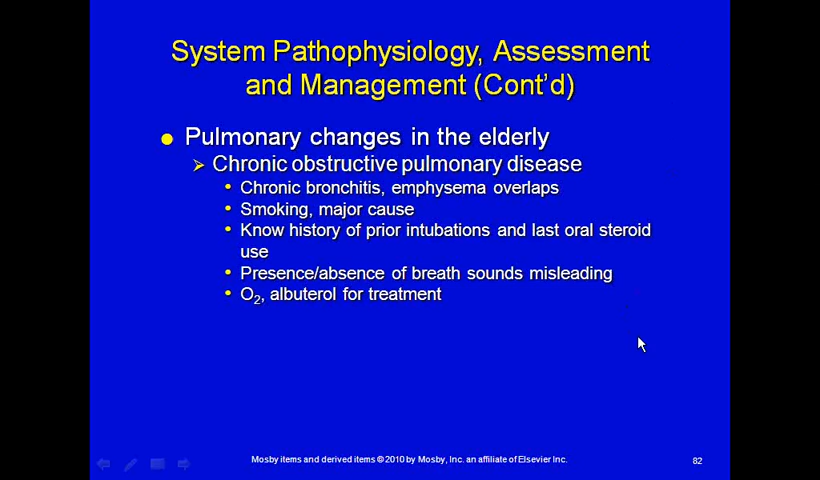 System Pathophysiology, Assessment
and Management (Cont'd)
Pulmonary changes in the elderly
Chronic obstructive pulmonary disease
Chronic bronchitis, emphysema overlaps
Smoking, major cause
Know history of prior intubations and last oral steroid
use
Presence/absence of breath sounds misleading
O2, albuterol for treatment
Mosby items and derived items © 2010 by Mosby, Inc. an affiliate of Elsevier Inc.
82